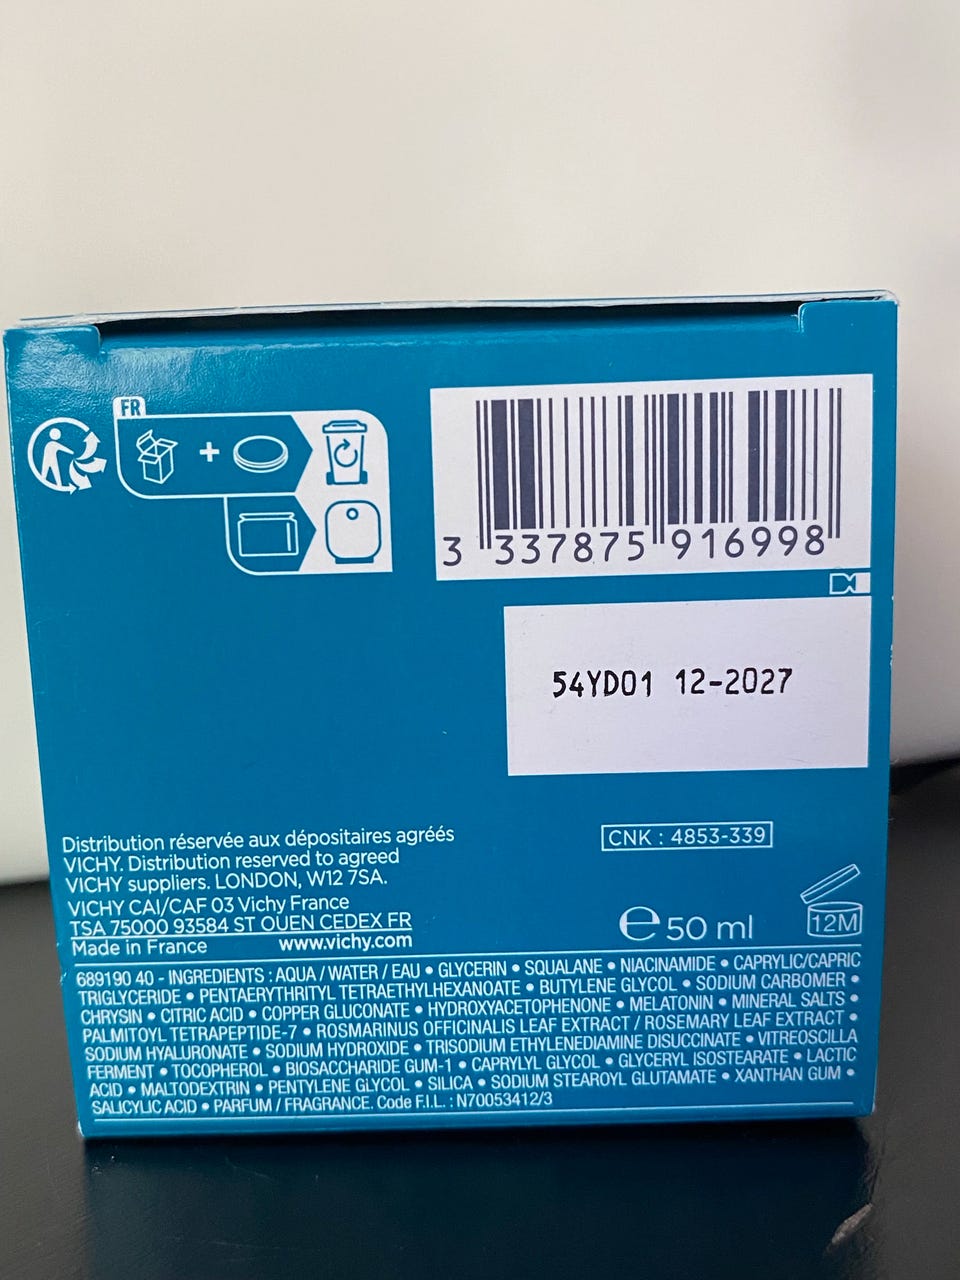 FR
3 337875 916998
54YD01 12-2027
Distribution réservée aux dépositaires agréés
VICHY. Distribution reserved to agreed
VICHY suppliers. LONDON, W12 7SA.
VICHY CAI/CAF 03 Vichy France
TSA 75000 93584 ST OUEN CEDEX FR
Made in France www.vichy.com
CNK : 4853-339
℮ 50 ml
12M
689190 40 - INGREDIENTS : AQUA / WATER / EAU • GLYCERIN • SQUALANE • NIACINAMIDE • CAPRYLIC/CAPRIC
TRIGLYCERIDE • PENTAERYTHRITYL TETRAETHYLHEXANOATE • BUTYLENE GLYCOL • SODIUM CARBOMER •
CHRYSIN • CITRIC ACID • COPPER GLUCONATE • HYDROXYACETOPHENONE • MELATONIN • MINERAL SALTS •
PALMITOYL TETRAPEPTIDE-7 • ROSMARINUS OFFICINALIS LEAF EXTRACT / ROSEMARY LEAF EXTRACT •
SODIUM HYALURONATE • SODIUM HYDROXIDE • TRISODIUM ETHYLENEDIAMINE DISUCCINATE • VITREOSCILLA
FERMENT • TOCOPHEROL • BIOSACCHARIDE GUM-1 • CAPRYLYL GLYCOL • GLYCERYL ISOSTEARATE • LACTIC
ACID • MALTODEXTRIN • PENTYLENE GLYCOL • SILICA • SODIUM STEAROYL GLUTAMATE • XANTHAN GUM •
SALICYLIC ACID • PARFUM / FRAGRANCE. Code F.I.L. : N70053412/3